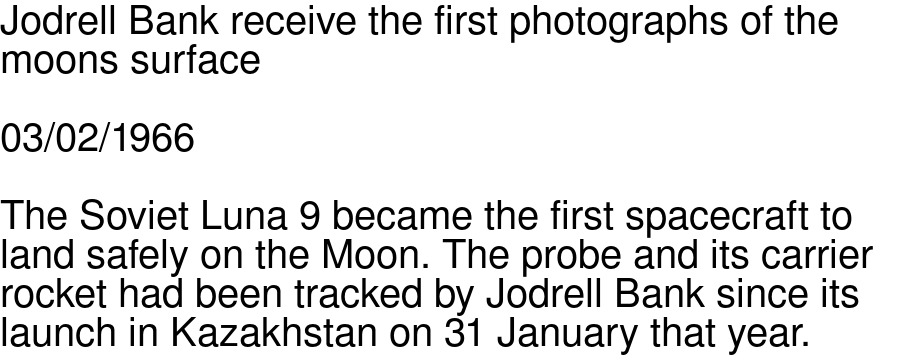 Jodrell Bank receive the first photographs of the
moons surface
03/02/1966
The Soviet Luna 9 became the first spacecraft to
land safely on the Moon. The probe and its carrier
rocket had been tracked by Jodrell Bank since its
launch in Kazakhstan on 31 January that year.